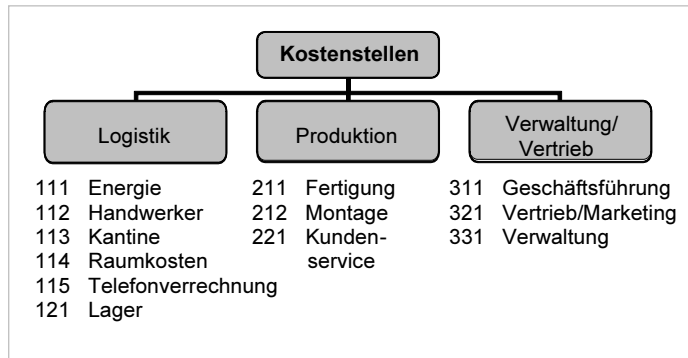 Kostenstellen
Logistik
Produktion
Verwaltung/
Vertrieb
111 Energie
112 Handwerker
113 Kantine
114 Raumkosten
115 Telefonverrechnung
121 Lager
211 Fertigung
212 Montage
221 Kunden-
service
311 Geschäftsführung
321 Vertrieb/Marketing
331 Verwaltung